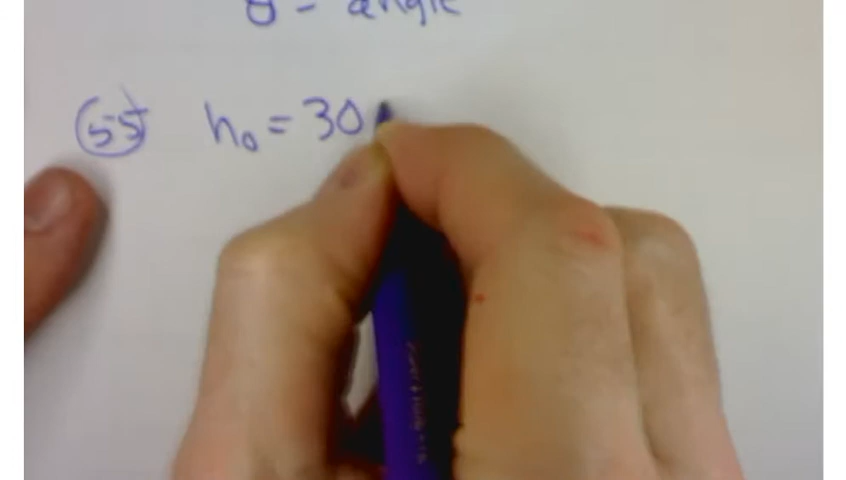 θ = angle
55 h₀ = 30